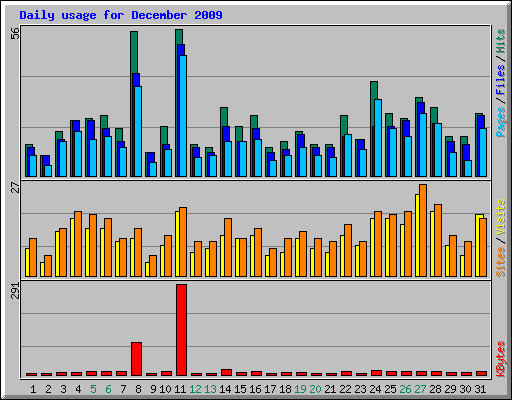 Daily usage for December 2009
56
Pages / Files / Hits
27
Sites / Visits
291
KBytes
1 2 3 4 5 6 7 8 9 10 11 12 13 14 15 16 17 18 19 20 21 22 23 24 25 26 27 28 29 30 31